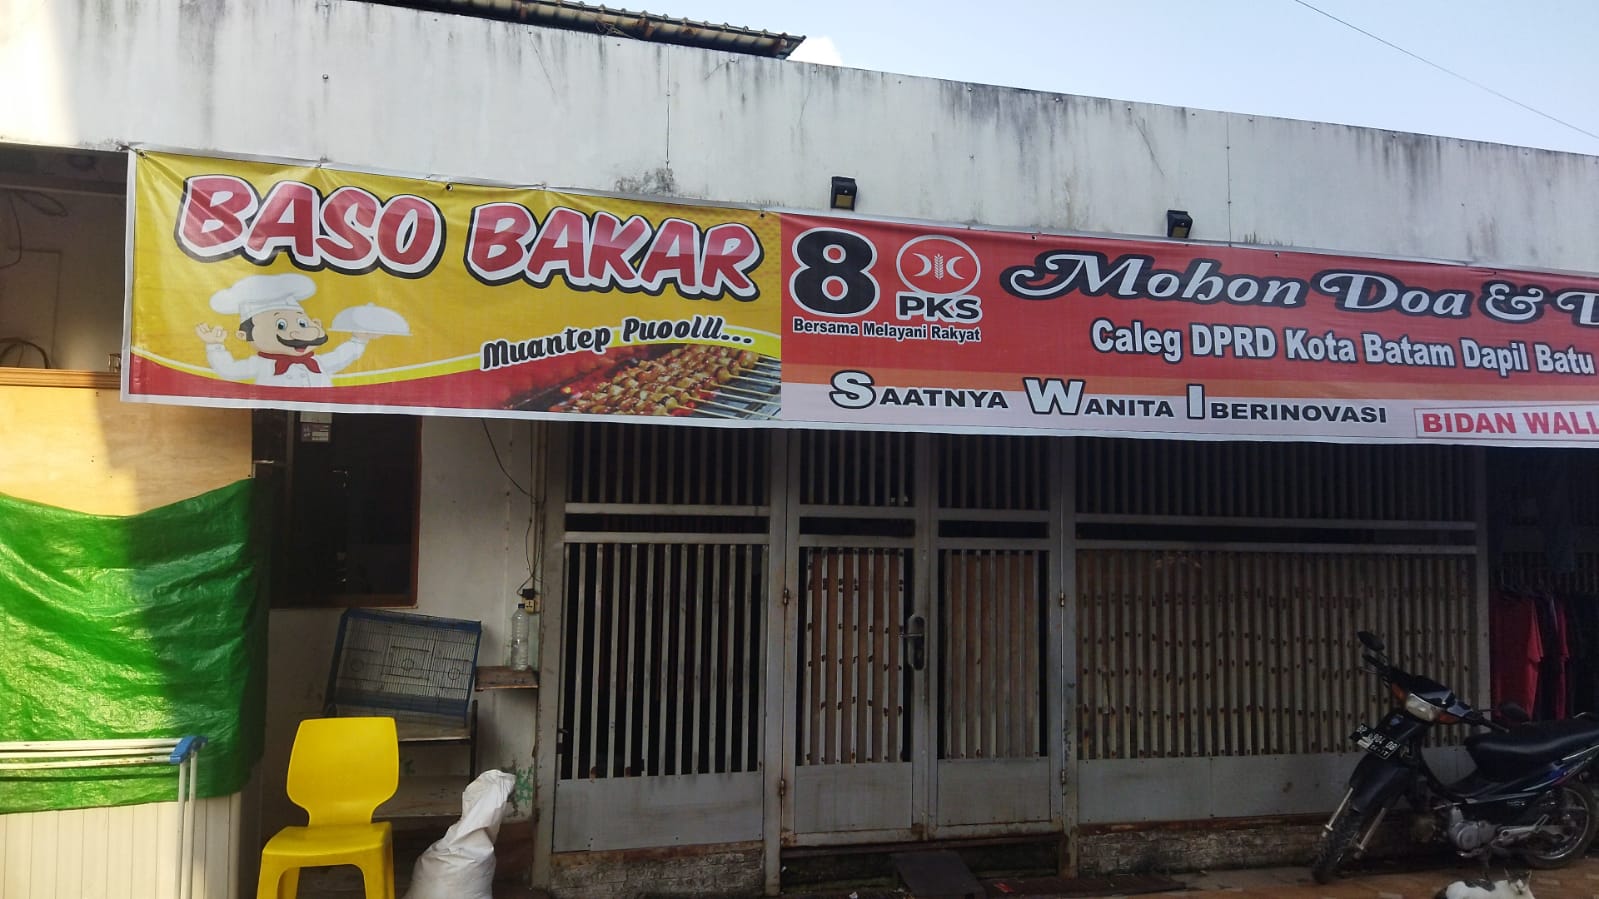 BASO BAKAR
Muantep Puoolll...
8
PKS
Bersama Melayani Rakyat
Mohon Doa &
Caleg DPRD Kota Batam Dapil Batu
SAATNYA WANITA IBERINOVASI
BIDAN WALL